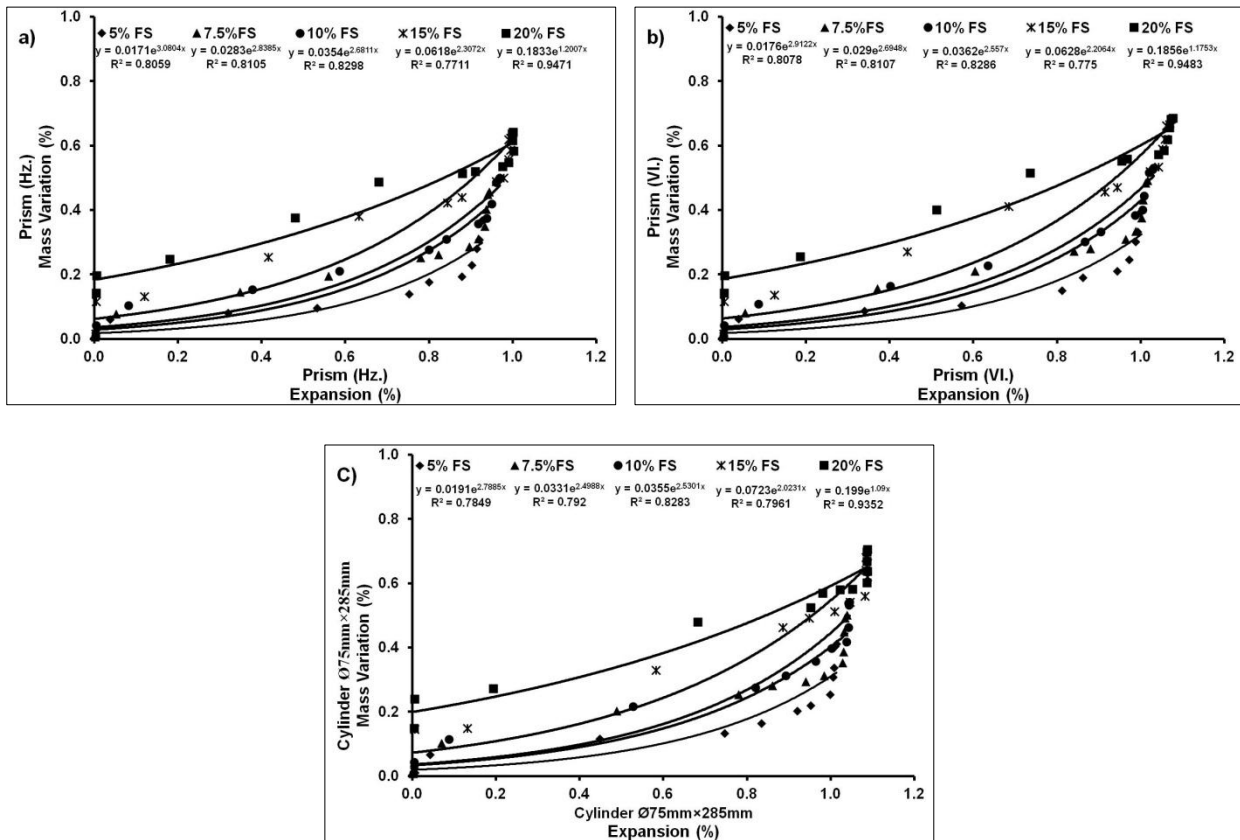 a)
5% FS 7.5%FS 10% FS 15% FS 20% FS
y = 0.0171e^3.0804x y = 0.0283e^2.8385x y = 0.0354e^2.6811x y = 0.0618e^2.3072x y = 0.1833e^1.2007x
R² = 0.8059 R² = 0.8105 R² = 0.8298 R² = 0.7711 R² = 0.9471
1.0
0.8
0.6
0.4
0.2
0.0
Prism (Hz.)
Mass Variation (%)
0.0 0.2 0.4 0.6 0.8 1.0 1.2
Prism (Hz.)
Expansion (%)
b)
5% FS 7.5%FS 10% FS 15% FS 20% FS
y = 0.0176e^2.9122x y = 0.029e^2.6948x y = 0.0362e^2.557x y = 0.0628e^2.2064x y = 0.1856e^1.1753x
R² = 0.8078 R² = 0.8107 R² = 0.8286 R² = 0.775 R² = 0.9483
1.0
0.8
0.6
0.4
0.2
0.0
Prism (Vl.)
Mass Variation (%)
0.0 0.2 0.4 0.6 0.8 1.0 1.2
Prism (Vl.)
Expansion (%)
C)
5% FS 7.5%FS 10% FS 15% FS 20% FS
y = 0.0191e^2.7885x y = 0.0331e^2.4988x y = 0.0355e^2.5301x y = 0.0723e^2.0231x y = 0.199e^1.09x
R² = 0.7849 R² = 0.792 R² = 0.8283 R² = 0.7961 R² = 0.9352
1.0
0.8
0.6
0.4
0.2
0.0
Cylinder Ø75mm×285mm
Mass Variation (%)
0.0 0.2 0.4 0.6 0.8 1.0 1.2
Cylinder Ø75mm×285mm
Expansion (%)